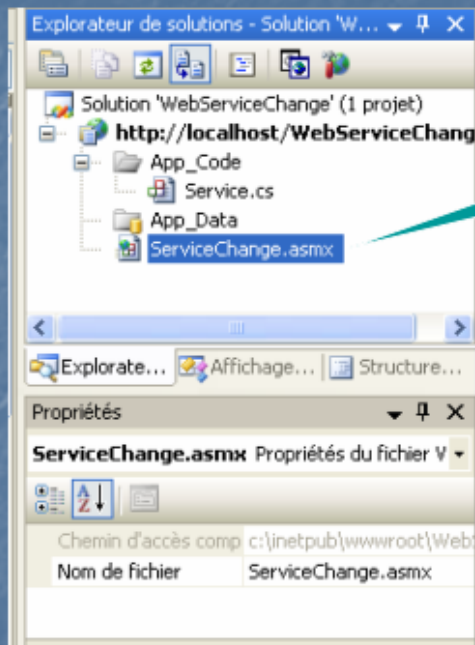 Explorateur de solutions - Solution 'W...
Solution 'WebServiceChange' (1 projet)
http://localhost/WebServiceChang
App_Code
Service.cs
App_Data
ServiceChange.asmx
Explorate... Affichage... Structure...
Propriétés
ServiceChange.asmx Propriétés du fichier V
Chemin d'accès comp c:\inetpub\wwwroot\Web
Nom de fichier ServiceChange.asmx